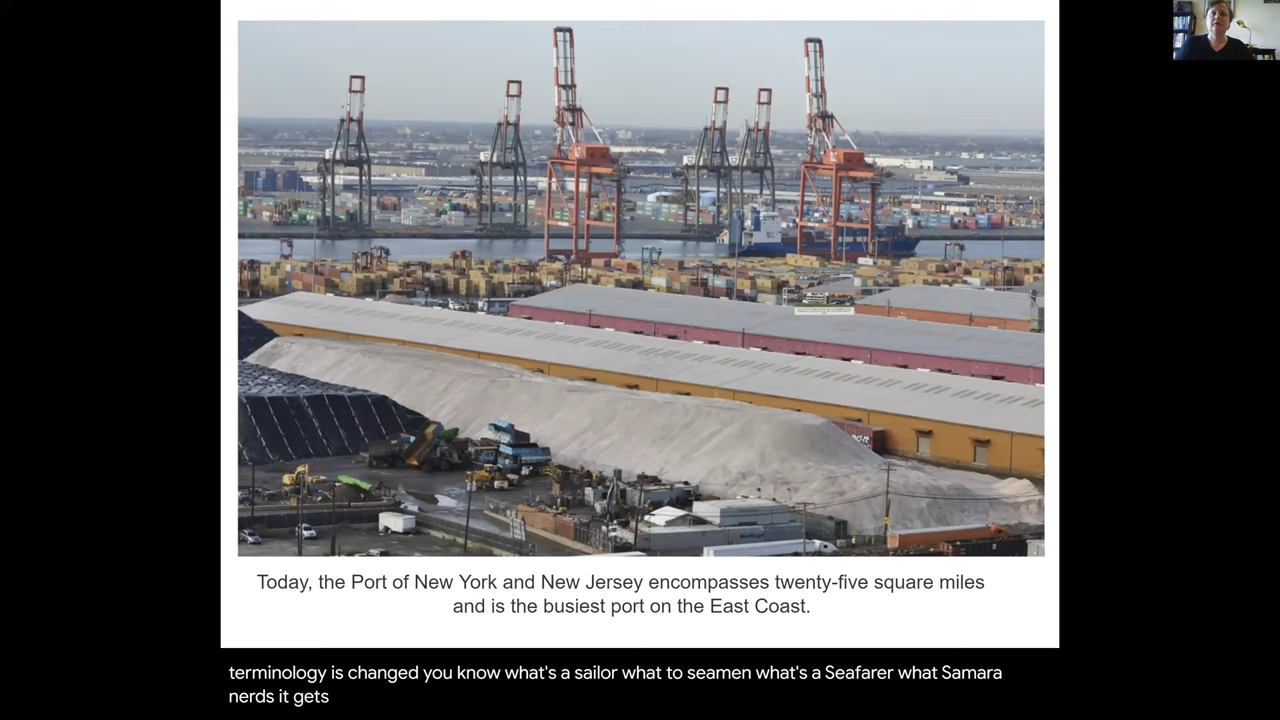 Today, the Port of New York and New Jersey encompasses twenty-five square miles
and is the busiest port on the East Coast.
terminology is changed you know what's a sailor what to seamen what's a Seafarer what Samara
nerds it gets